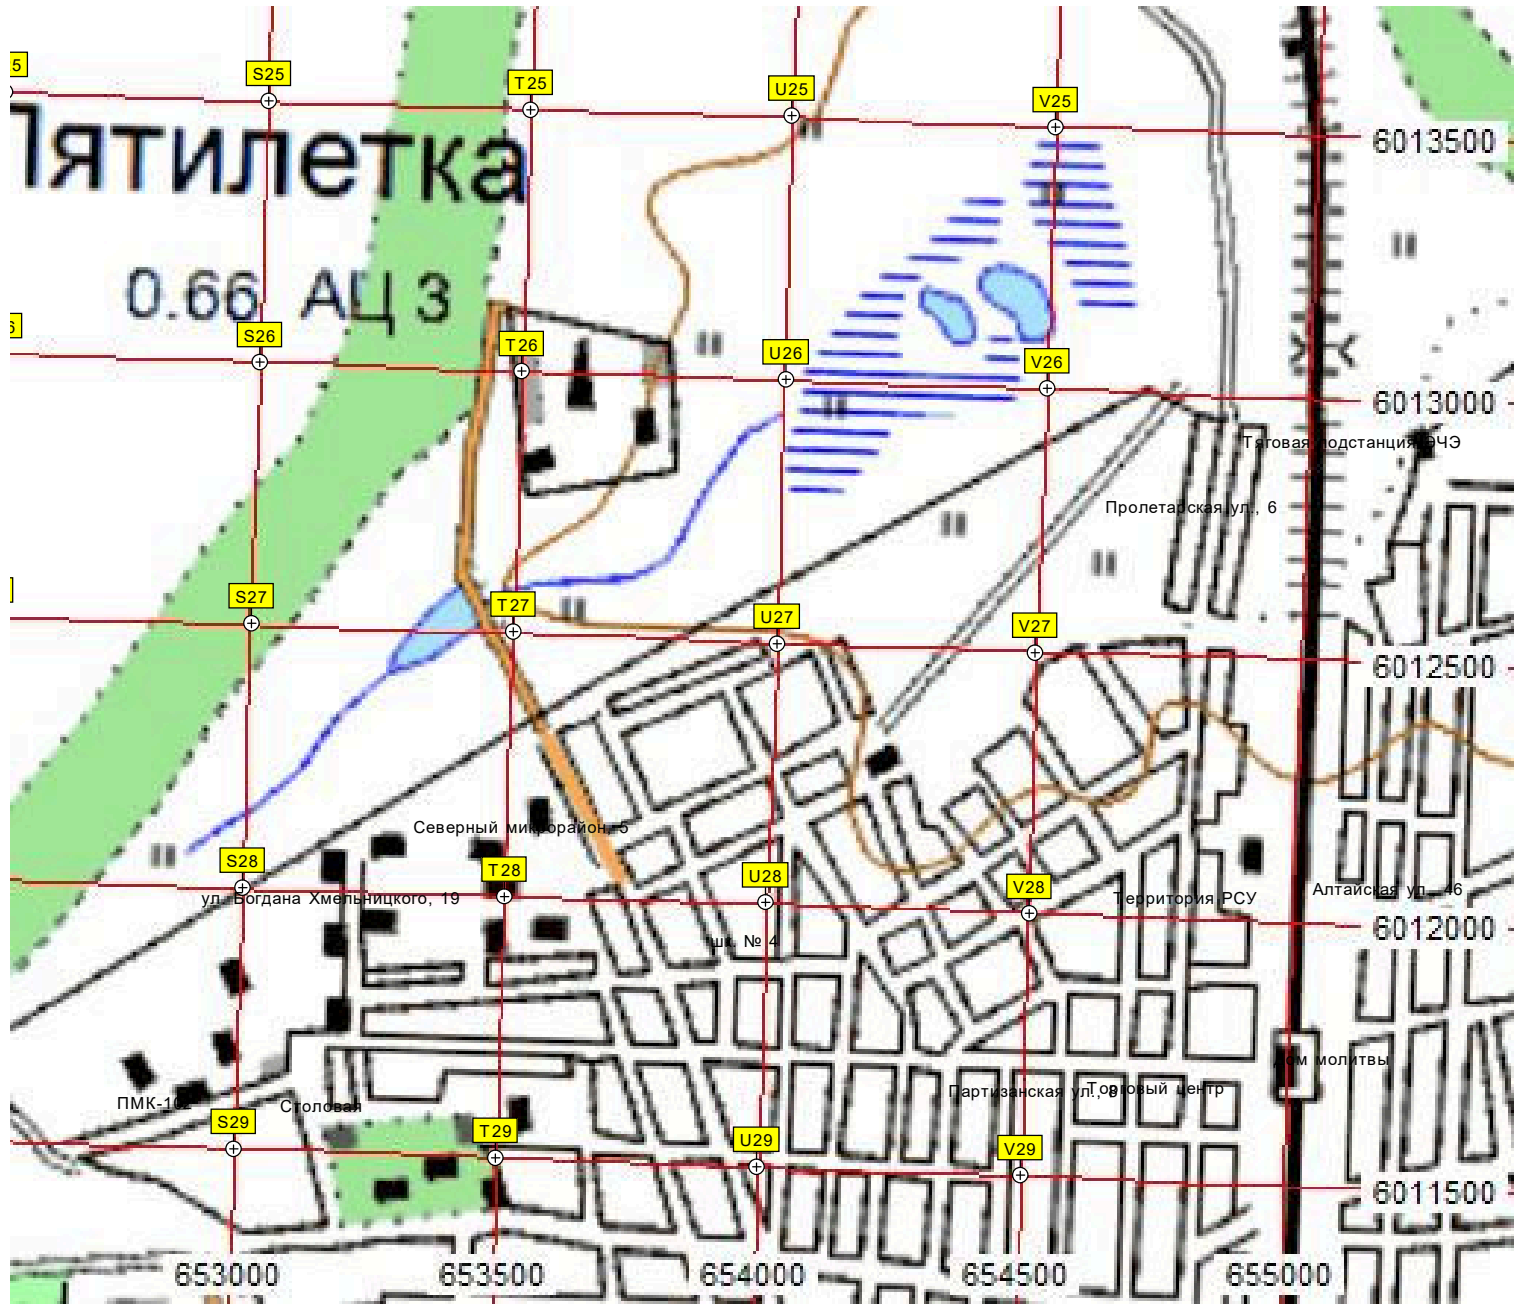 5
S25
T25
U25
V25
6013500
Пятилетка
0.66 АЦ 3
6
S26
T26
U26
V26
6013000
Тяговая подстанция ЭЧЭ
Пролетарская ул., 6
S27
T27
U27
V27
6012500
Северный микрорайон, 5
S28
T28
U28
V28
ул. Богдана Хмельницкого, 19
Территория РСУ
Алтайская ул., 46
6012000
шк. № 4
Дом молитвы
ПМК-102
Столовая
Партизанская ул., 8
Торговый центр
S29
T29
U29
V29
6011500
653000
653500
654000
654500
655000